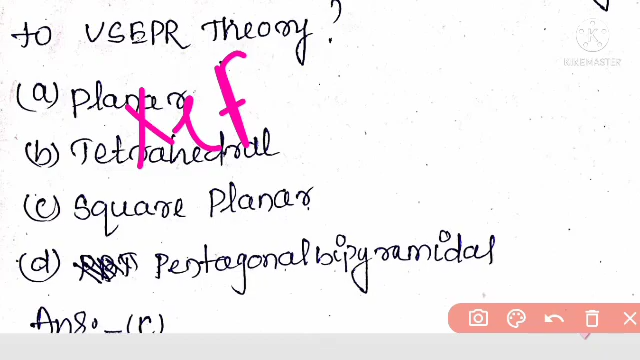 to VSEPR Theory?
(a) Planar
xef
(b) Tetrahedral
(c) Square Planar
(d) Pentagonal bipyramidal
Ans:-(c)
KINEMASTER